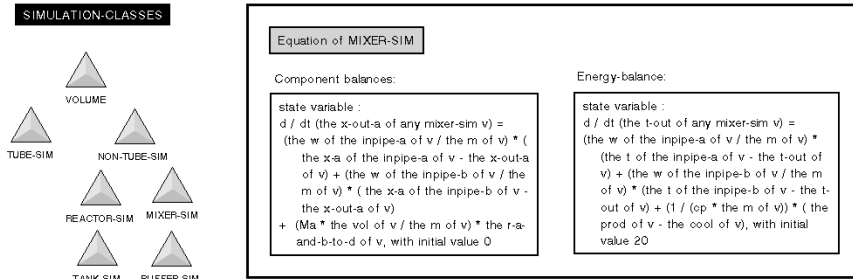 SIMULATION-CLASSES
VOLUME
TUBE-SIM
NON-TUBE-SIM
REACTOR-SIM
MIXER-SIM
TANK-SIM
BUFFER-SIM
Equation of MIXER-SIM
Component balances:
state variable :
d / dt (the x-out-a of any mixer-sim v) =
(the w of the inpipe-a of v / the m of v) * (
the x-a of the inpipe-a of v - the x-out-a
of v) + (the w of the inpipe-b of v / the
m of v) * ( the x-a of the inpipe-b of v -
the x-out-a of v)
+ (Ma * the vol of v / the m of v) * the r-a-
and-b-to-d of v, with initial value 0
Energy-balance:
state variable :
d / dt (the t-out of any mixer-sim v) =
(the w of the inpipe-a of v / the m of v) *
(the t of the inpipe-a of v - the t-out of
v) + (the w of the inpipe-b of v / the m
of v) * (the t of the inpipe-b of v - the t-
out of v) + (1 / (cp * the m of v)) * ( the
prod of v - the cool of v), with initial
value 20